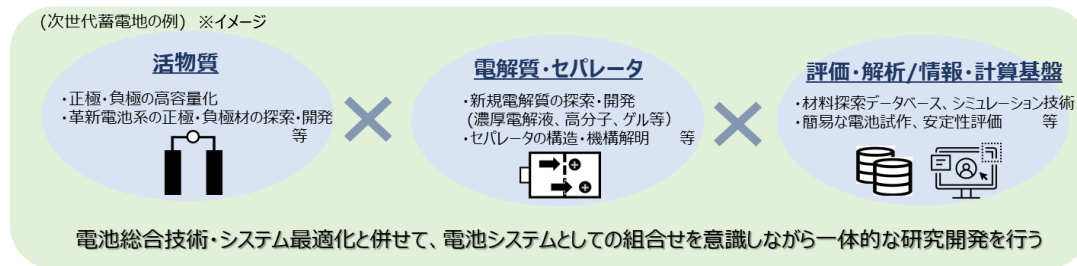 (次世代蓄電地の例) ※イメージ
活物質
・正極・負極の高容量化
・革新電池系の正極・負極材の探索・開発
等
電解質・セパレータ
・新規電解質の探索・開発
(濃厚電解液、高分子、ゲル等)
・セパレータの構造・機構解明 等
評価・解析/情報・計算基盤
・材料探索データベース、シミュレーション技術
・簡易な電池試作、安定性評価 等
電池総合技術・システム最適化と併せて、電池システムとしての組合せを意識しながら一体的な研究開発を行う